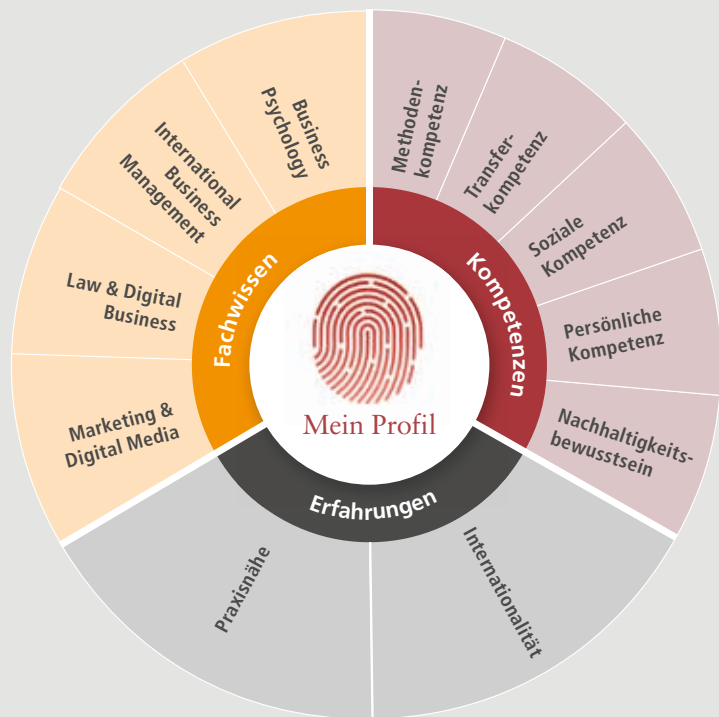 Business
Psychology
International
Business
Management
Law & Digital
Business
Marketing &
Digital Media
Fachwissen
Methoden-
kompetenz
Transfer-
kompetenz
Soziale
Kompetenz
Persönliche
Kompetenz
Nachhaltigkeits-
bewusstsein
Kompetenzen
Mein Profil
Erfahrungen
Praxisnähe
Internationalität